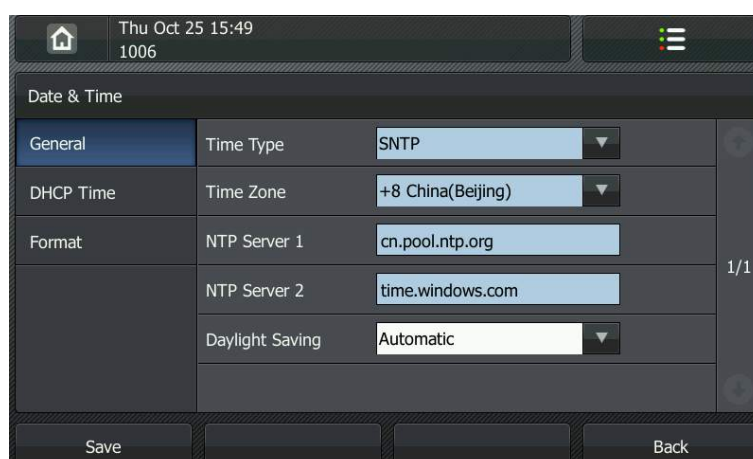 Thu Oct 25 15:49
1006
Date & Time
General
Time Type
SNTP
DHCP Time
Time Zone
+8 China(Beijing)
Format
NTP Server 1
cn.pool.ntp.org
1/1
NTP Server 2
time.windows.com
Daylight Saving
Automatic
Save
Back